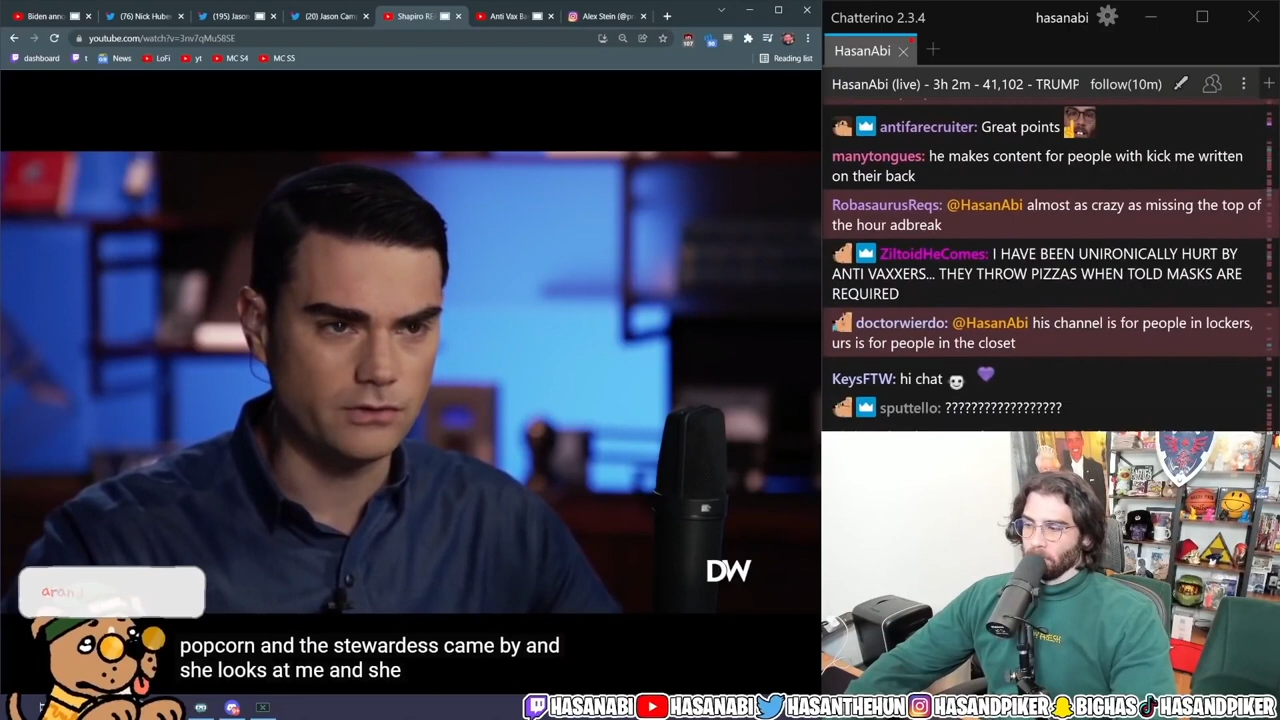 Biden anno
(76) Nick Huber
(195) Jason
(20) Jason Cam
Shapiro RE
Anti Vax Ba
Alex Stein (@pr
youtube.com/watch?v=3nv7qMu58SE
dashboard
t
News
LoFi
yt
MC S4
MC S5
Reading list
Chatterino 2.3.4
hasanabi
HasanAbi
HasanAbi (live) - 3h 2m - 41,102 - TRUMP
follow(10m)
antifarecruiter: Great points
manytongues: he makes content for people with kick me written
on their back
RobasaurusReqs: @HasanAbi almost as crazy as missing the top of
the hour adbreak
ZiltoidHeComes: I HAVE BEEN UNIRONICALLY HURT BY
ANTI VAXXERS... THEY THROW PIZZAS WHEN TOLD MASKS ARE
REQUIRED
doctorwierdo: @HasanAbi his channel is for people in lockers,
urs is for people in the closet
KeysFTW: hi chat
sputtello: ??????????????????
DW
popcorn and the stewardess came by and
she looks at me and she
HASANABI
HASANABI
HASANTHEHUN
HASANDPIKER
BIGHAS
HASANDPIKER